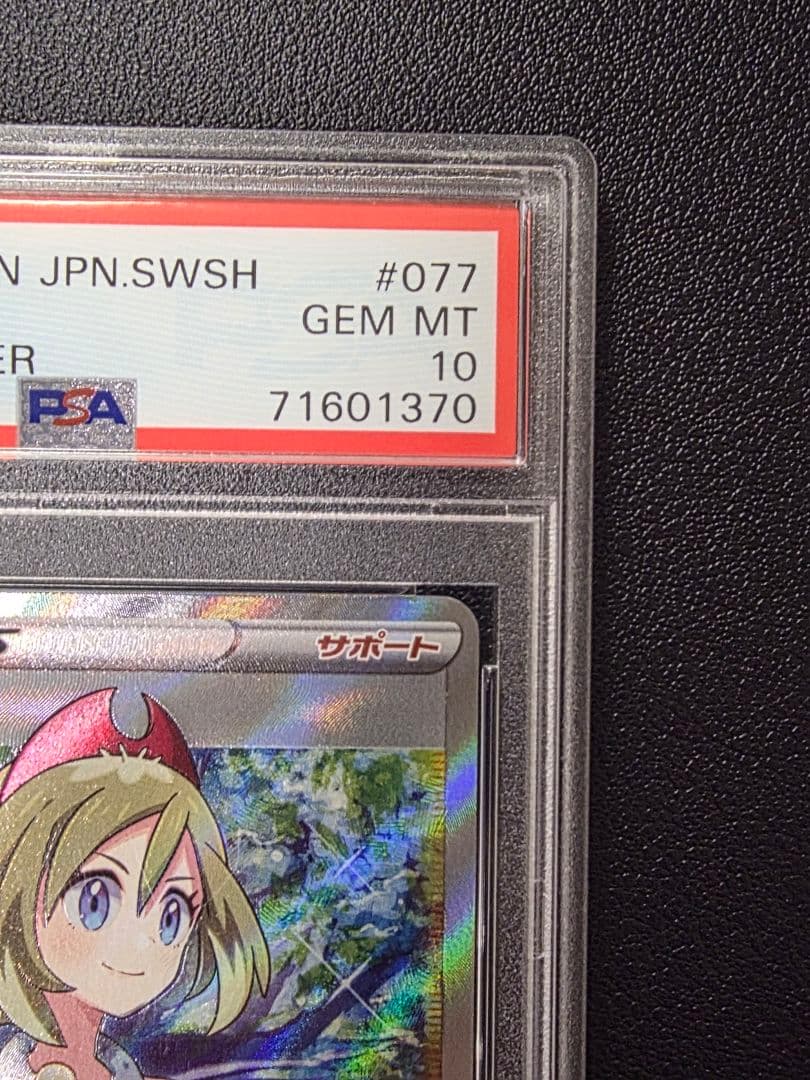 N JPN.SWSH #077
GEM MT
ER 10
PSA 71601370
サポート